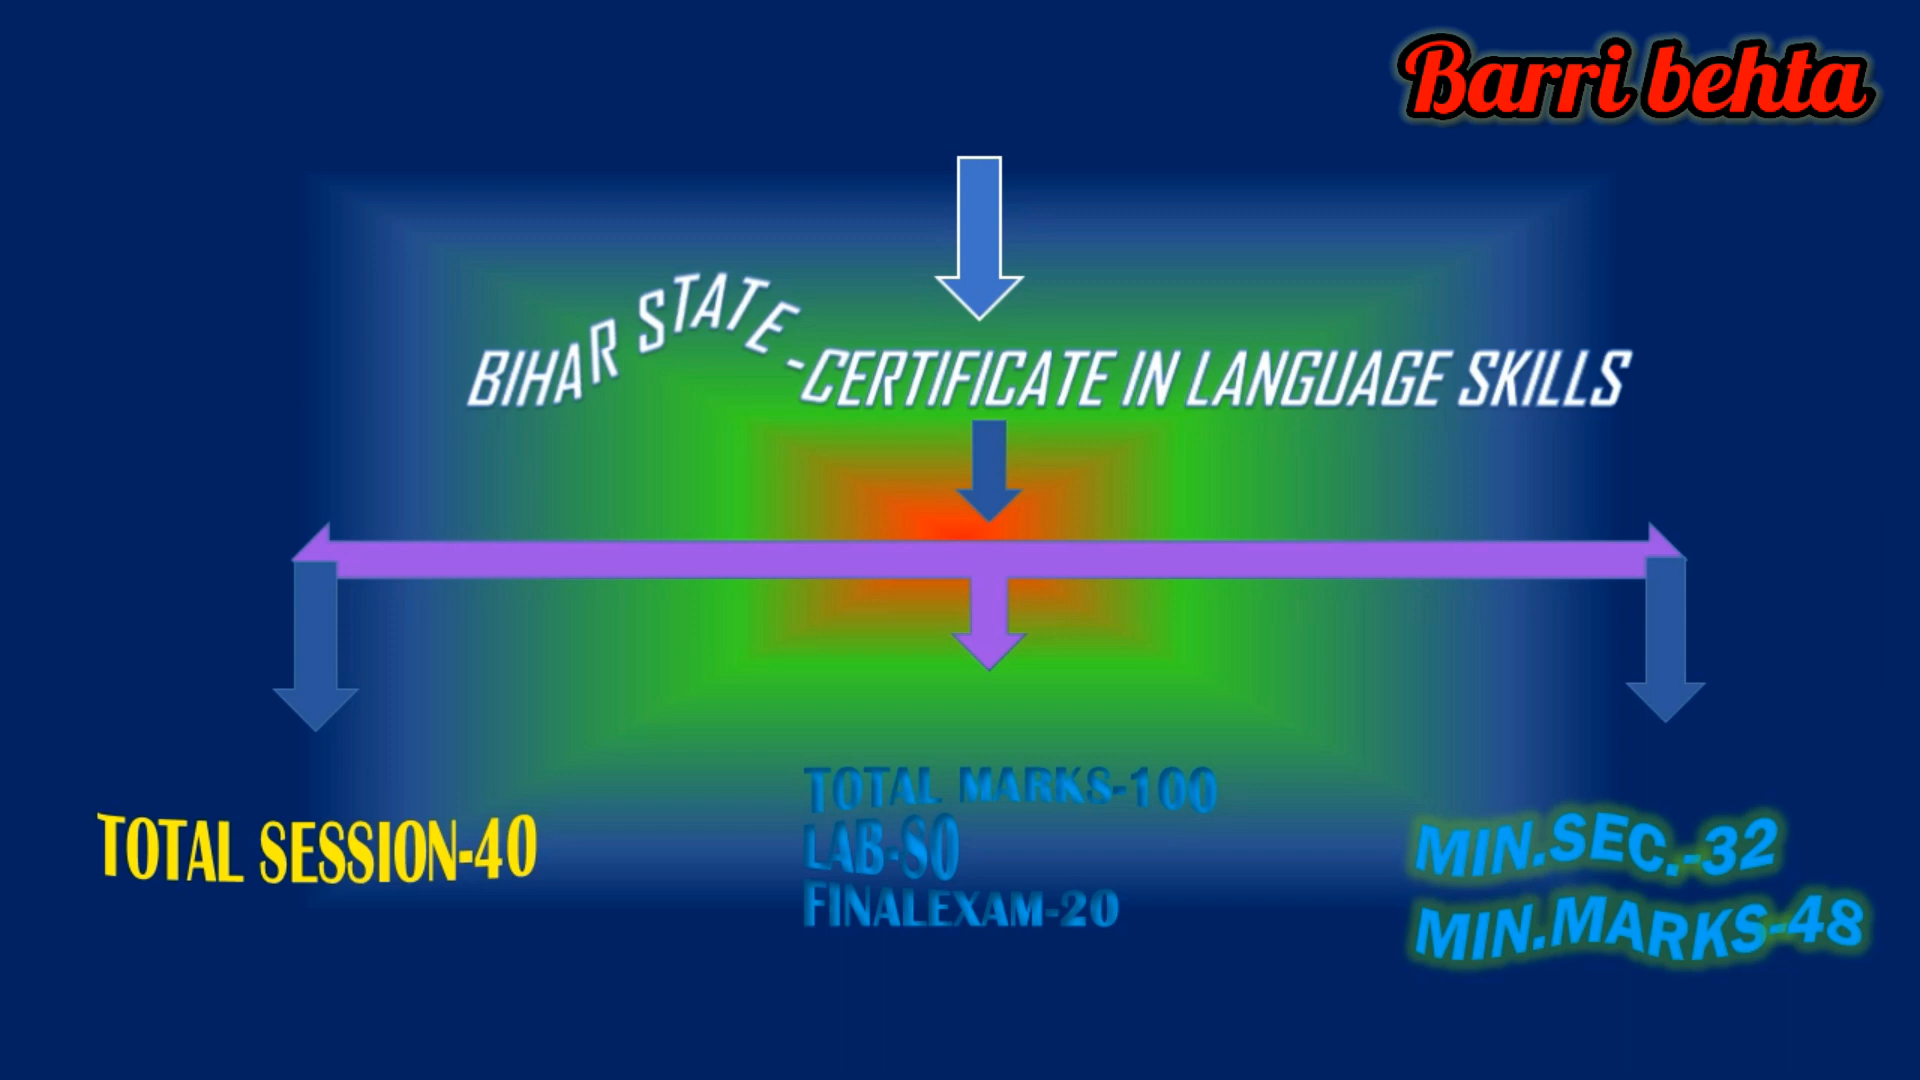 Barri behta
BIHAR STATE -CERTIFICATE IN LANGUAGE SKILLS
TOTAL SESSION-40
TOTAL MARKS-100
LAB-80
FINALEXAM-20
MIN.SEC.-32
MIN.MARKS-48